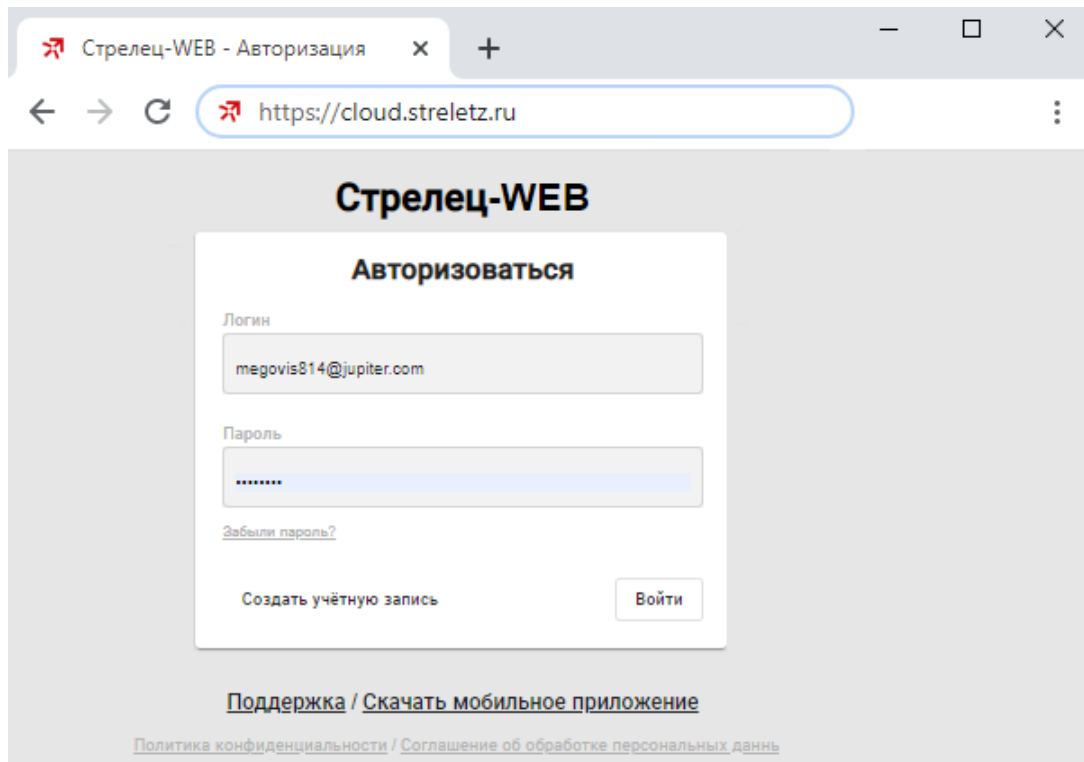 Стрелец-WEB - Авторизация
https://cloud.streletz.ru
Стрелец-WEB
Авторизоваться
Логин
megovis814@jupiter.com
Пароль
••••••••
Забыли пароль?
Создать учётную запись Войти
Поддержка / Скачать мобильное приложение
Политика конфиденциальности / Соглашение об обработке персональных даннь